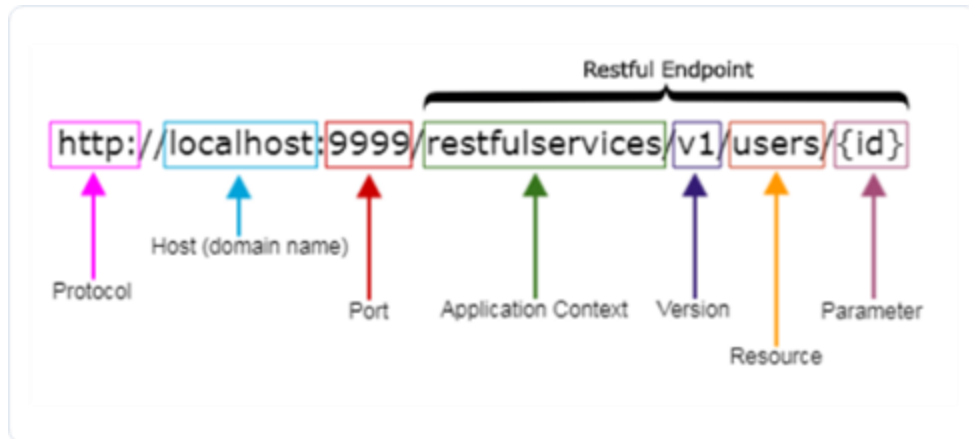 Restful Endpoint
http://localhost:9999/restfulservices/v1/users/{id}
Host (domain name)
Protocol
Port
Application Context
Version
Parameter
Resource